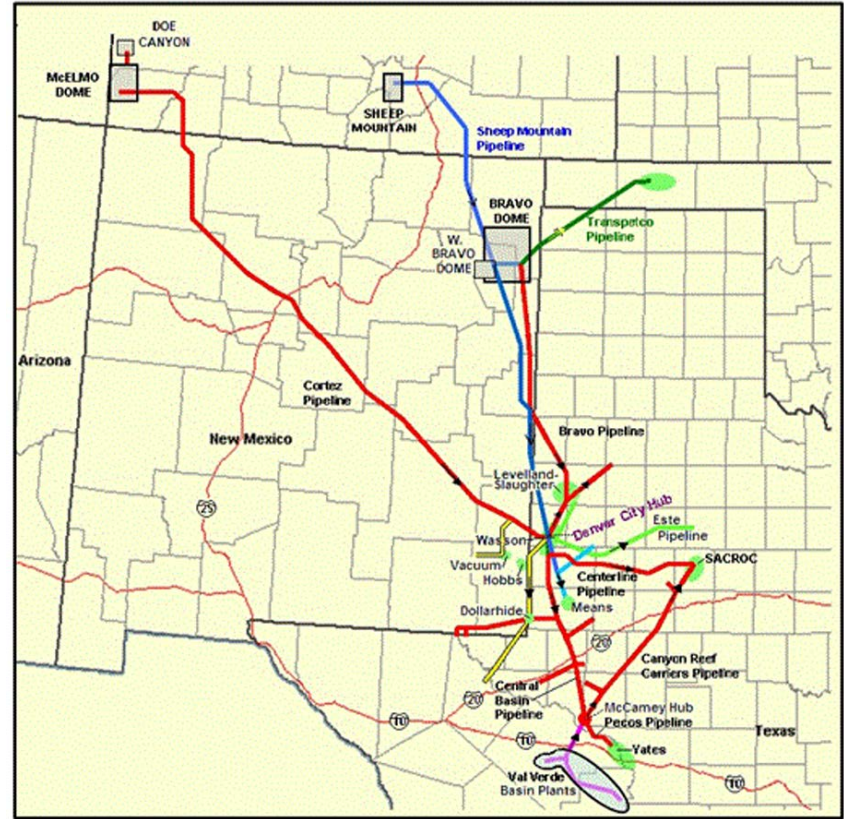 DOE
CANYON
McELMO
DOME
SHEEP
MOUNTAIN
Sheep Mountain
Pipeline
BRAVO
DOME
W.
BRAVO
DOME
Transpetco
Pipeline
Arizona
Cortez
Pipeline
New Mexico
Bravo Pipeline
Levelland-
Slaughter
25
Denver City Hub
Este
Pipeline
Wasson
Vacuum
Hobbs
SACROC
Centerline
Pipeline
Means
Dollarhide
20
Canyon Reef
Carriers Pipeline
Central
Basin
Pipeline
20
McCamey Hub
Pecos Pipeline
10
Texas
10
Yates
Val Verde
Basin Plants
10